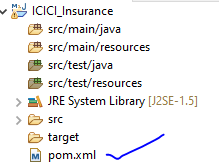 ICICI_Insurance
src/main/java
src/main/resources
src/test/java
src/test/resources
JRE System Library [J2SE-1.5]
src
target
pom.xml